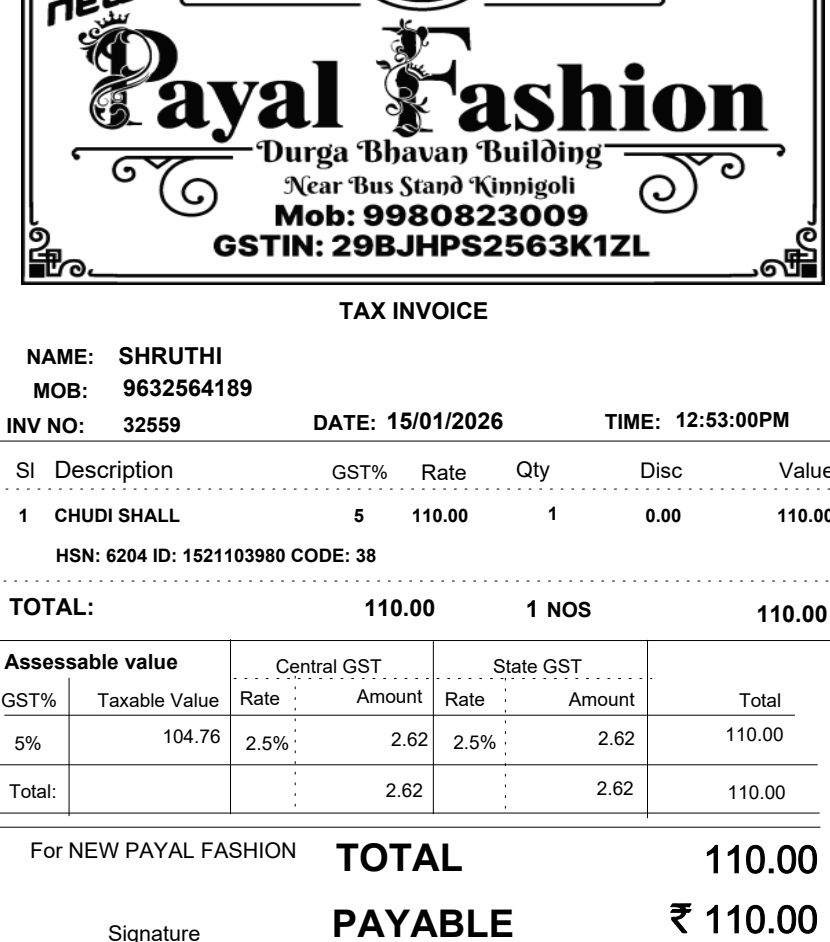 new
Payal Fashion
Durga Bhavan Building
Near Bus Stand Kinnigoli
Mob: 9980823009
GSTIN: 29BJHPS2563K1ZL
TAX INVOICE
NAME: SHRUTHI
MOB: 9632564189
INV NO: 32559 DATE: 15/01/2026 TIME: 12:53:00PM
Sl Description GST% Rate Qty Disc Value
1 CHUDI SHALL 5 110.00 1 0.00 110.00
HSN: 6204 ID: 1521103980 CODE: 38
TOTAL: 110.00 1 NOS 110.00
Assessable value Central GST State GST
GST% Taxable Value Rate Amount Rate Amount Total
5% 104.76 2.5% 2.62 2.5% 2.62 110.00
Total: 2.62 2.62 110.00
For NEW PAYAL FASHION TOTAL 110.00
Signature PAYABLE ₹ 110.00